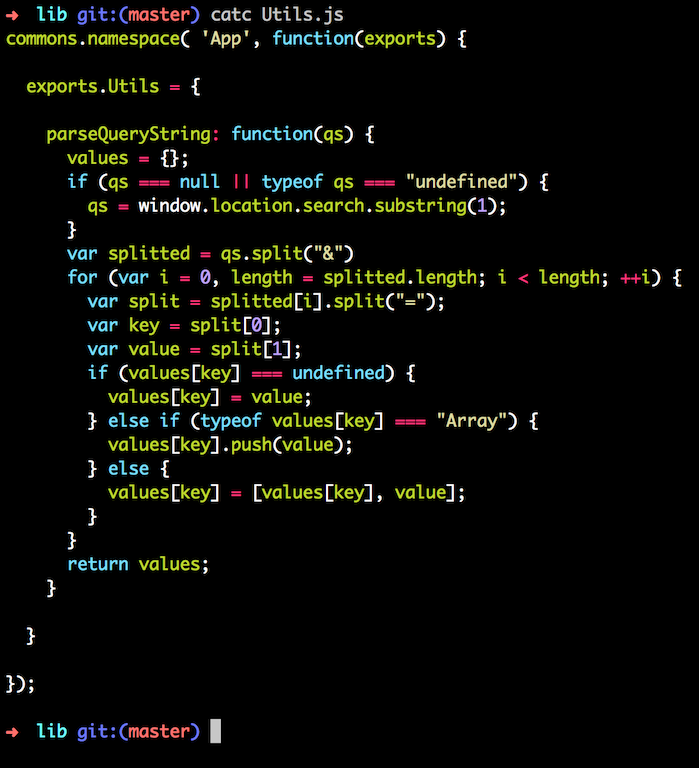 ➜  lib git:(master) catc Utils.js
commons.namespace( 'App', function(exports) {

  exports.Utils = {

    parseQueryString: function(qs) {
      values = {};
      if (qs === null || typeof qs === "undefined") {
        qs = window.location.search.substring(1);
      }
      var splitted = qs.split("&")
      for (var i = 0, length = splitted.length; i < length; ++i) {
        var split = splitted[i].split("=");
        var key = split[0];
        var value = split[1];
        if (values[key] === undefined) {
          values[key] = value;
        } else if (typeof values[key] === "Array") {
          values[key].push(value);
        } else {
          values[key] = [values[key], value];
        }
      }
      return values;
    }

  }

});

➜  lib git:(master)